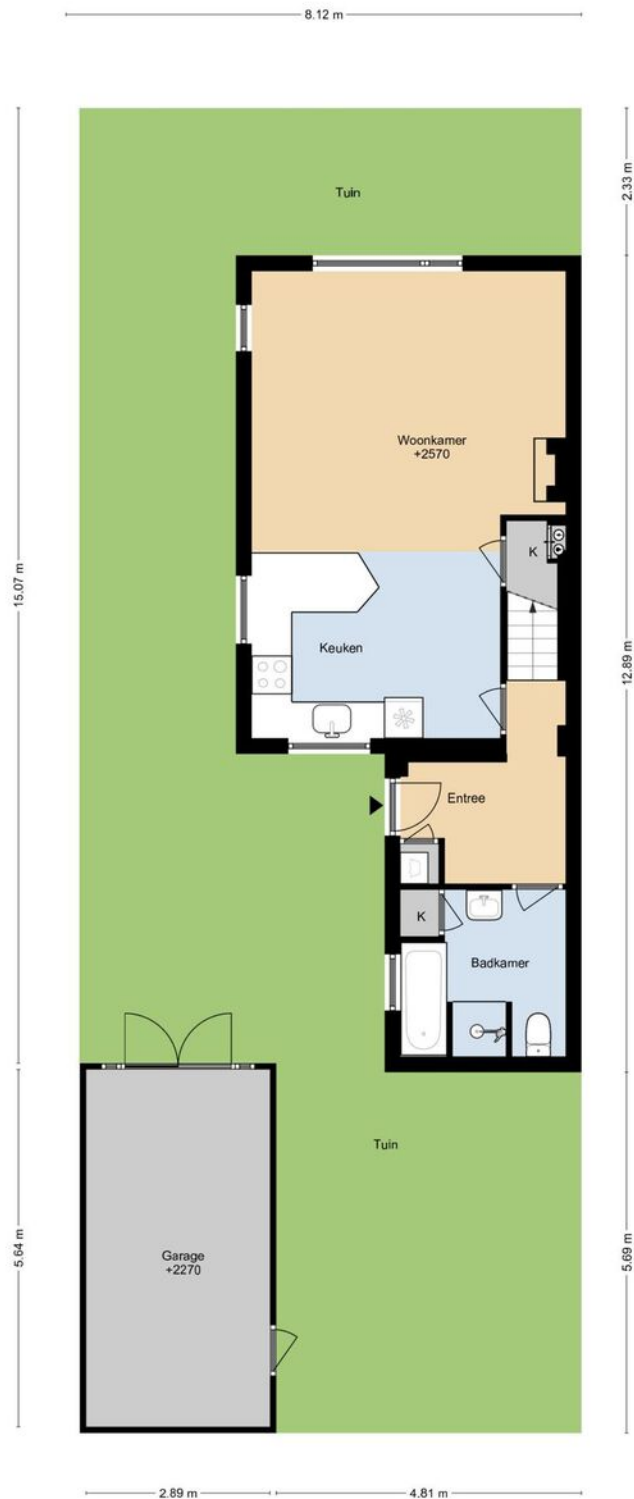 8.12 m
Tuin
2.33 m
Woonkamer
+2570
K
15.07 m
Keuken
12.89 m
Entree
K
Badkamer
Tuin
Garage
+2270
5.64 m
5.69 m
2.89 m
4.81 m